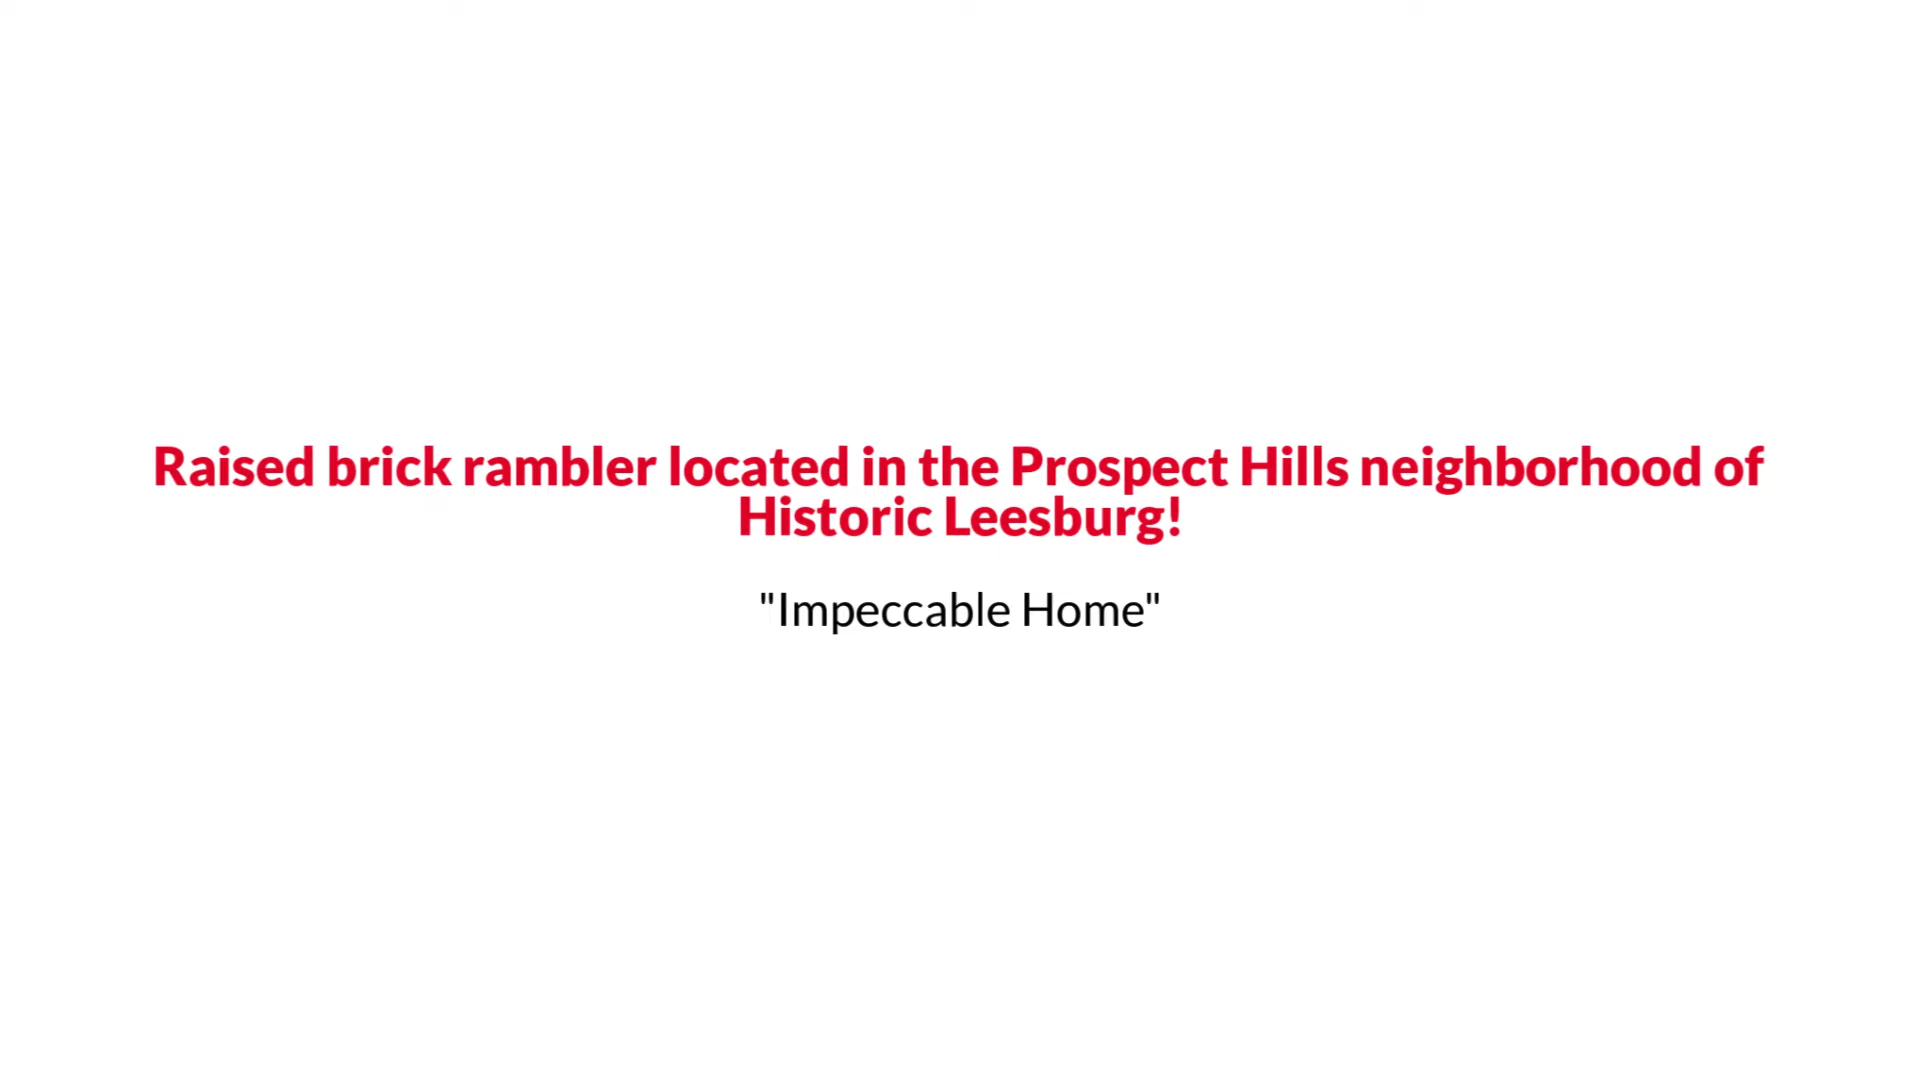 Raised brick rambler located in the Prospect Hills neighborhood of
Historic Leesburg!
"Impeccable Home"